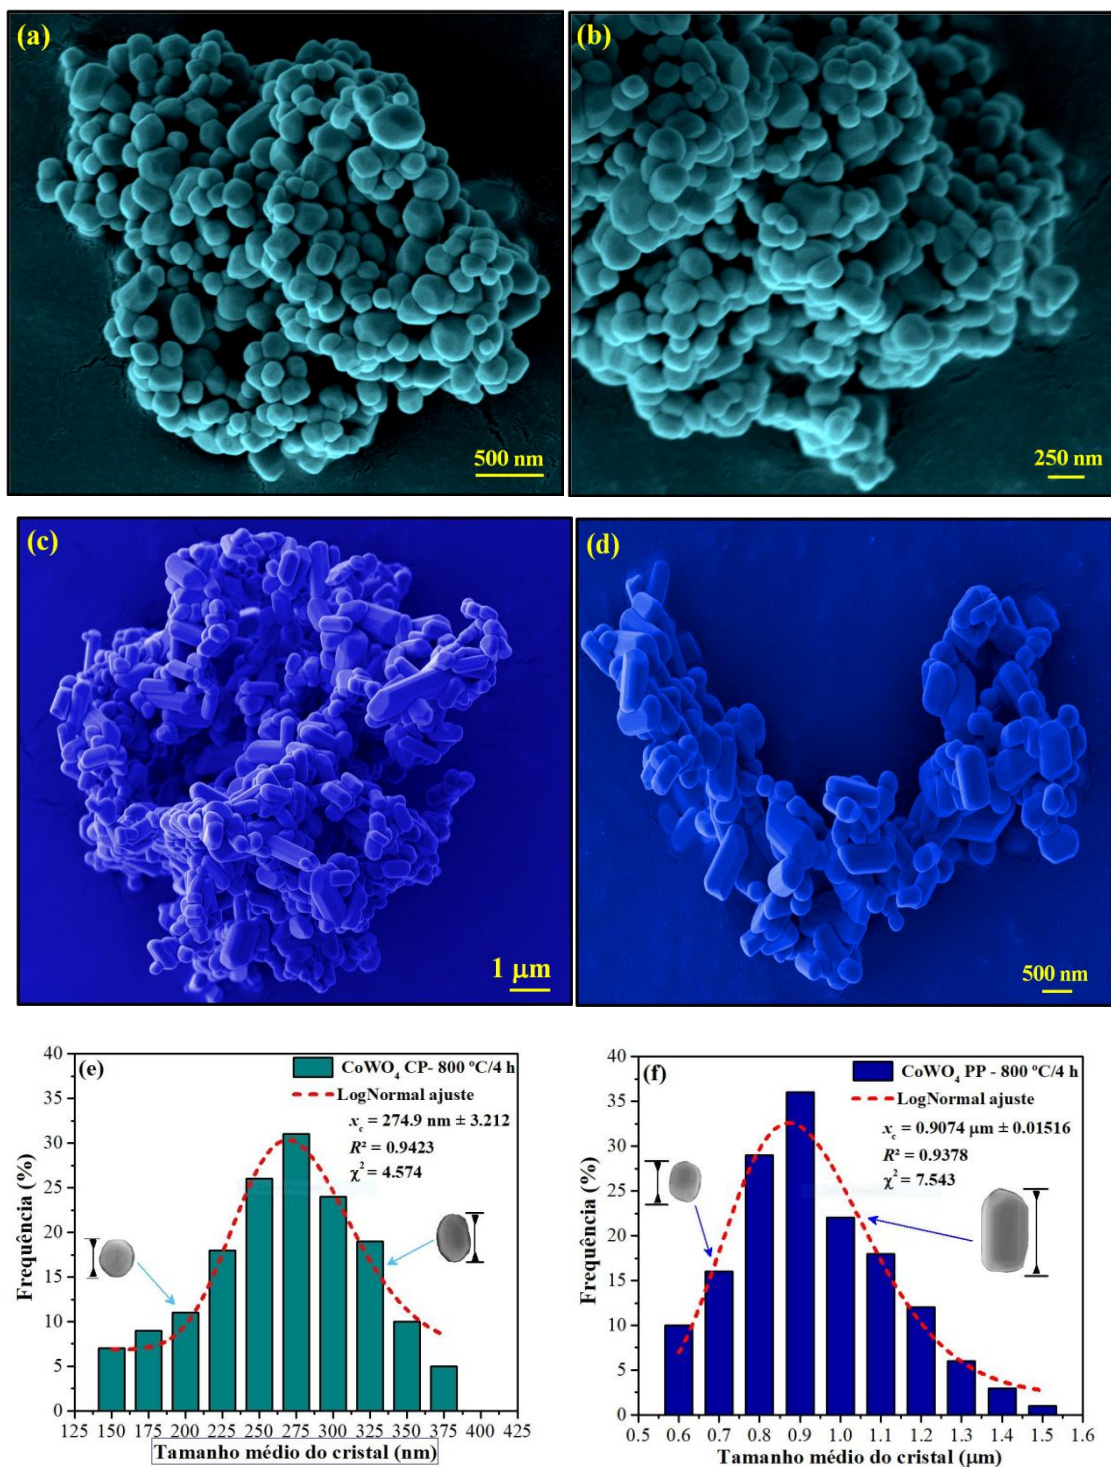 (a)
500 nm
(b)
250 nm
(c)
1 μm
(d)
500 nm
(e)
CoWO₄ CP- 800 ºC/4 h
LogNormal ajuste
x_c = 274.9 nm ± 3.212
R² = 0.9423
χ² = 4.574
Frequência (%)
40
35
30
25
20
15
10
5
0
125 150 175 200 225 250 275 300 325 350 375 400 425
Tamanho médio do cristal (nm)
(f)
CoWO₄ PP - 800 ºC/4 h
LogNormal ajuste
x_c = 0.9074 μm ± 0.01516
R² = 0.9378
χ² = 7.543
Frequência (%)
40
35
30
25
20
15
10
5
0
0.5 0.6 0.7 0.8 0.9 1.0 1.1 1.2 1.3 1.4 1.5 1.6
Tamanho médio do cristal (μm)